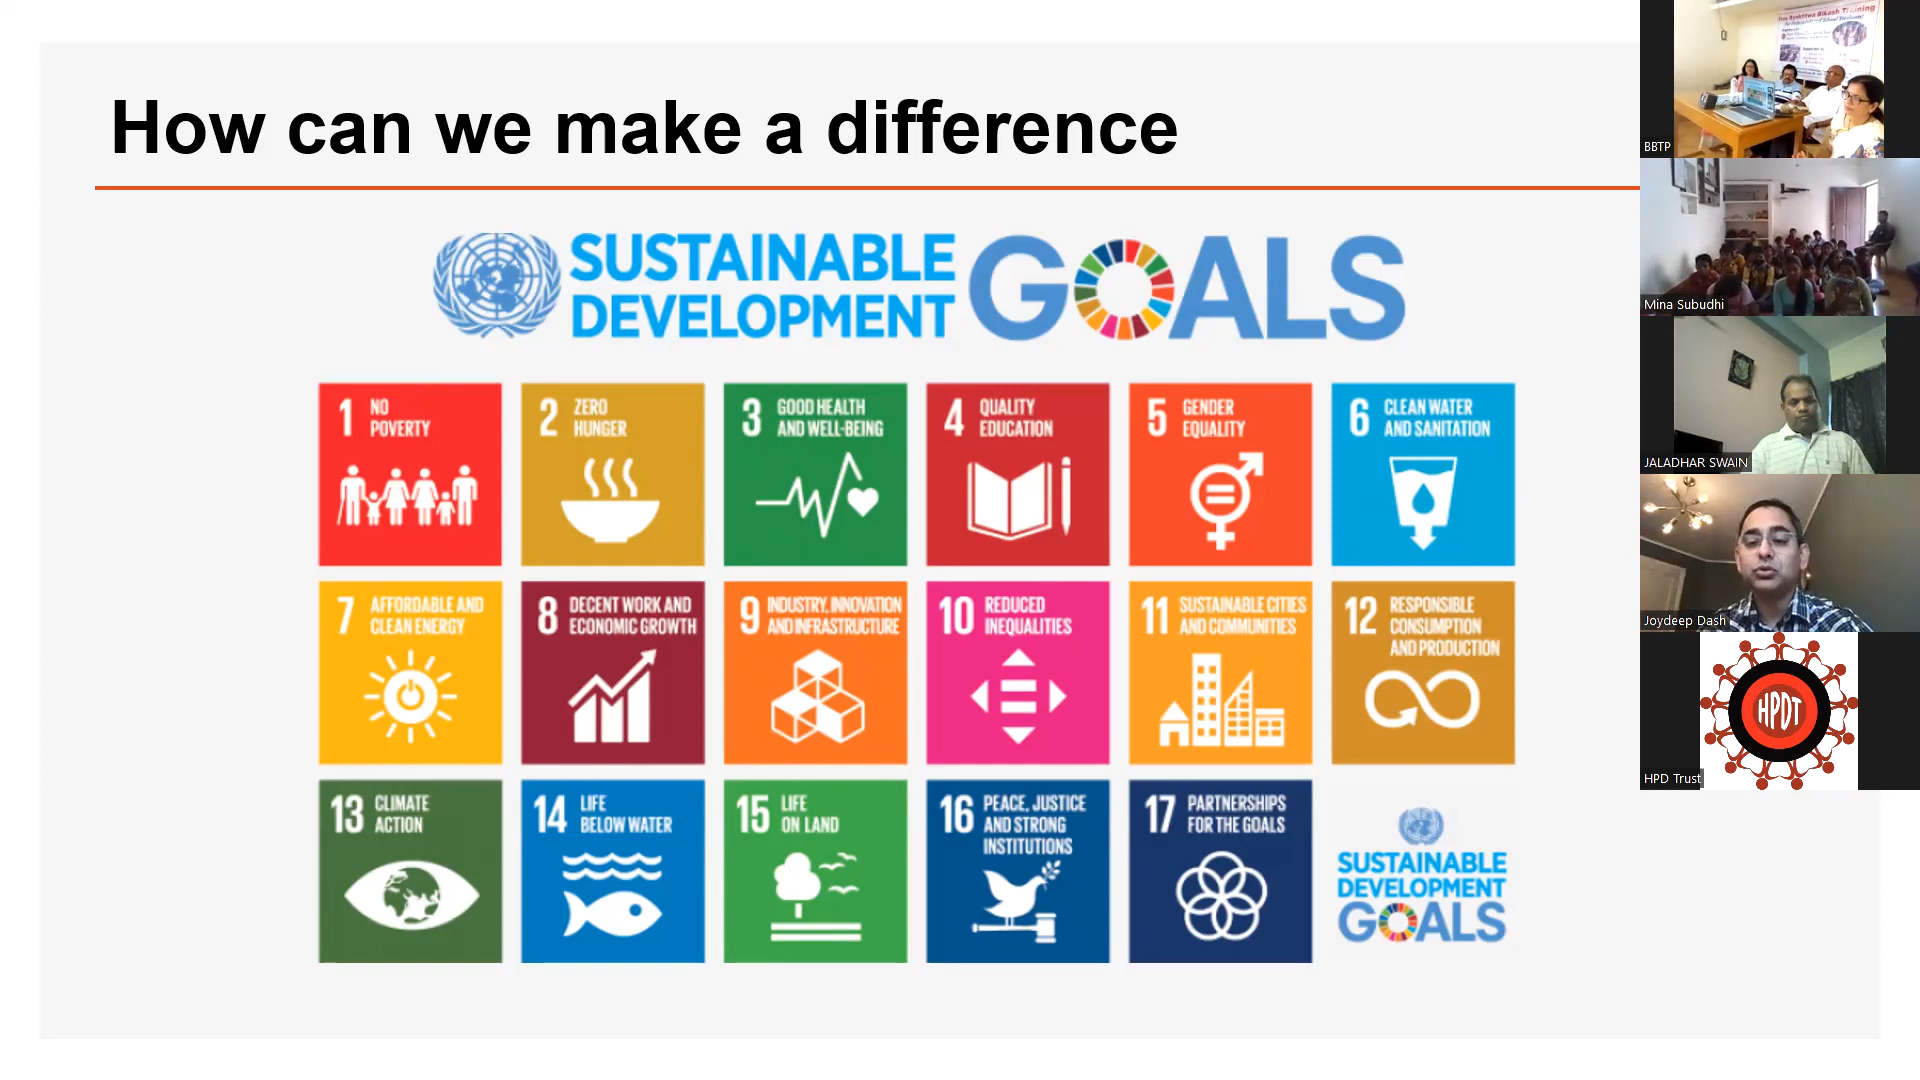 How can we make a difference
SUSTAINABLE
DEVELOPMENT
GOALS
1 NO
POVERTY
2 ZERO
HUNGER
3 GOOD HEALTH
AND WELL-BEING
4 QUALITY
EDUCATION
5 GENDER
EQUALITY
6 CLEAN WATER
AND SANITATION
7 AFFORDABLE AND
CLEAN ENERGY
8 DECENT WORK AND
ECONOMIC GROWTH
9 INDUSTRY, INNOVATION
AND INFRASTRUCTURE
10 REDUCED
INEQUALITIES
11 SUSTAINABLE CITIES
AND COMMUNITIES
12 RESPONSIBLE
CONSUMPTION
AND PRODUCTION
13 CLIMATE
ACTION
14 LIFE
BELOW WATER
15 LIFE
ON LAND
16 PEACE, JUSTICE
AND STRONG
INSTITUTIONS
17 PARTNERSHIPS
FOR THE GOALS
SUSTAINABLE
DEVELOPMENT
GOALS
Bikash Training
BBTP
Mina Subudhi
JALADHAR SWAIN
Joydeep Dash
HPDT
HPD Trust